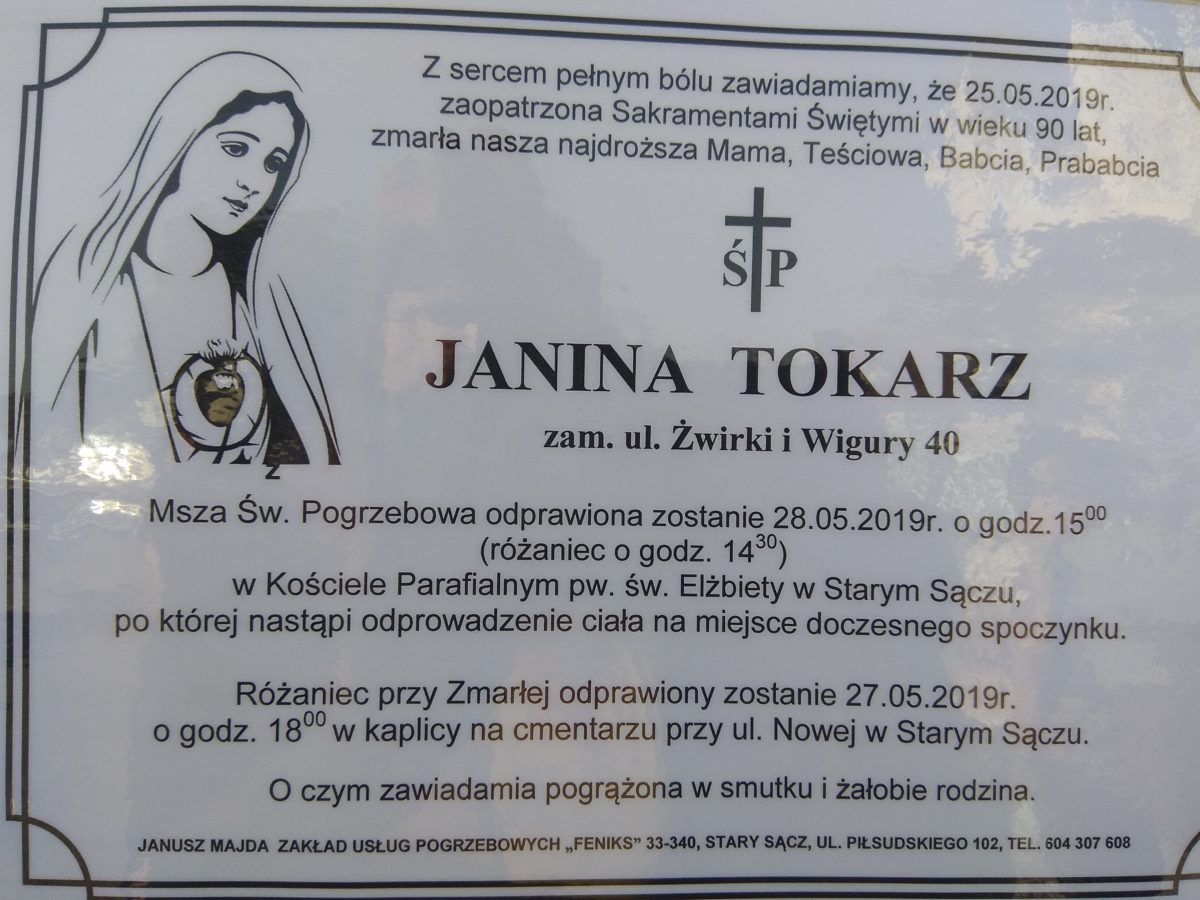 Z sercem pełnym bólu zawiadamiamy, że 25.05.2019r.
zaopatrzona Sakramentami Świętymi w wieku 90 lat,
zmarła nasza najdroższa Mama, Teściowa, Babcia, Prababcia
Ś P
JANINA TOKARZ
zam. ul. Żwirki i Wigury 40
z
Msza Św. Pogrzebowa odprawiona zostanie 28.05.2019r. o godz.15⁰⁰
(różaniec o godz. 14³⁰)
w Kościele Parafialnym pw. św. Elżbiety w Starym Sączu,
po której nastąpi odprowadzenie ciała na miejsce doczesnego spoczynku.
Różaniec przy Zmarłej odprawiony zostanie 27.05.2019r.
o godz. 18⁰⁰ w kaplicy na cmentarzu przy ul. Nowej w Starym Sączu.
O czym zawiadamia pogrążona w smutku i żałobie rodzina.
JANUSZ MAJDA ZAKŁAD USŁUG POGRZEBOWYCH „FENIKS” 33-340, STARY SĄCZ, UL. PIŁSUDSKIEGO 102, TEL. 604 307 608